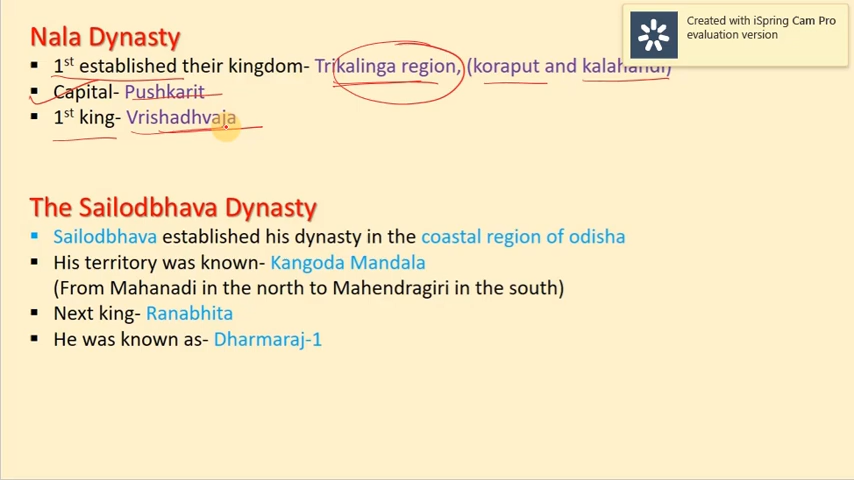 Nala Dynasty
1st established their kingdom- Trikalinga region, (koraput and kalahandi)
Capital- Pushkarit
1st king- Vrishadhvaja
Created with iSpring Cam Pro
evaluation version
The Sailodbhava Dynasty
Sailodbhava established his dynasty in the coastal region of odisha
His territory was known- Kangoda Mandala
(From Mahanadi in the north to Mahendragiri in the south)
Next king- Ranabhita
He was known as- Dharmaraj-1